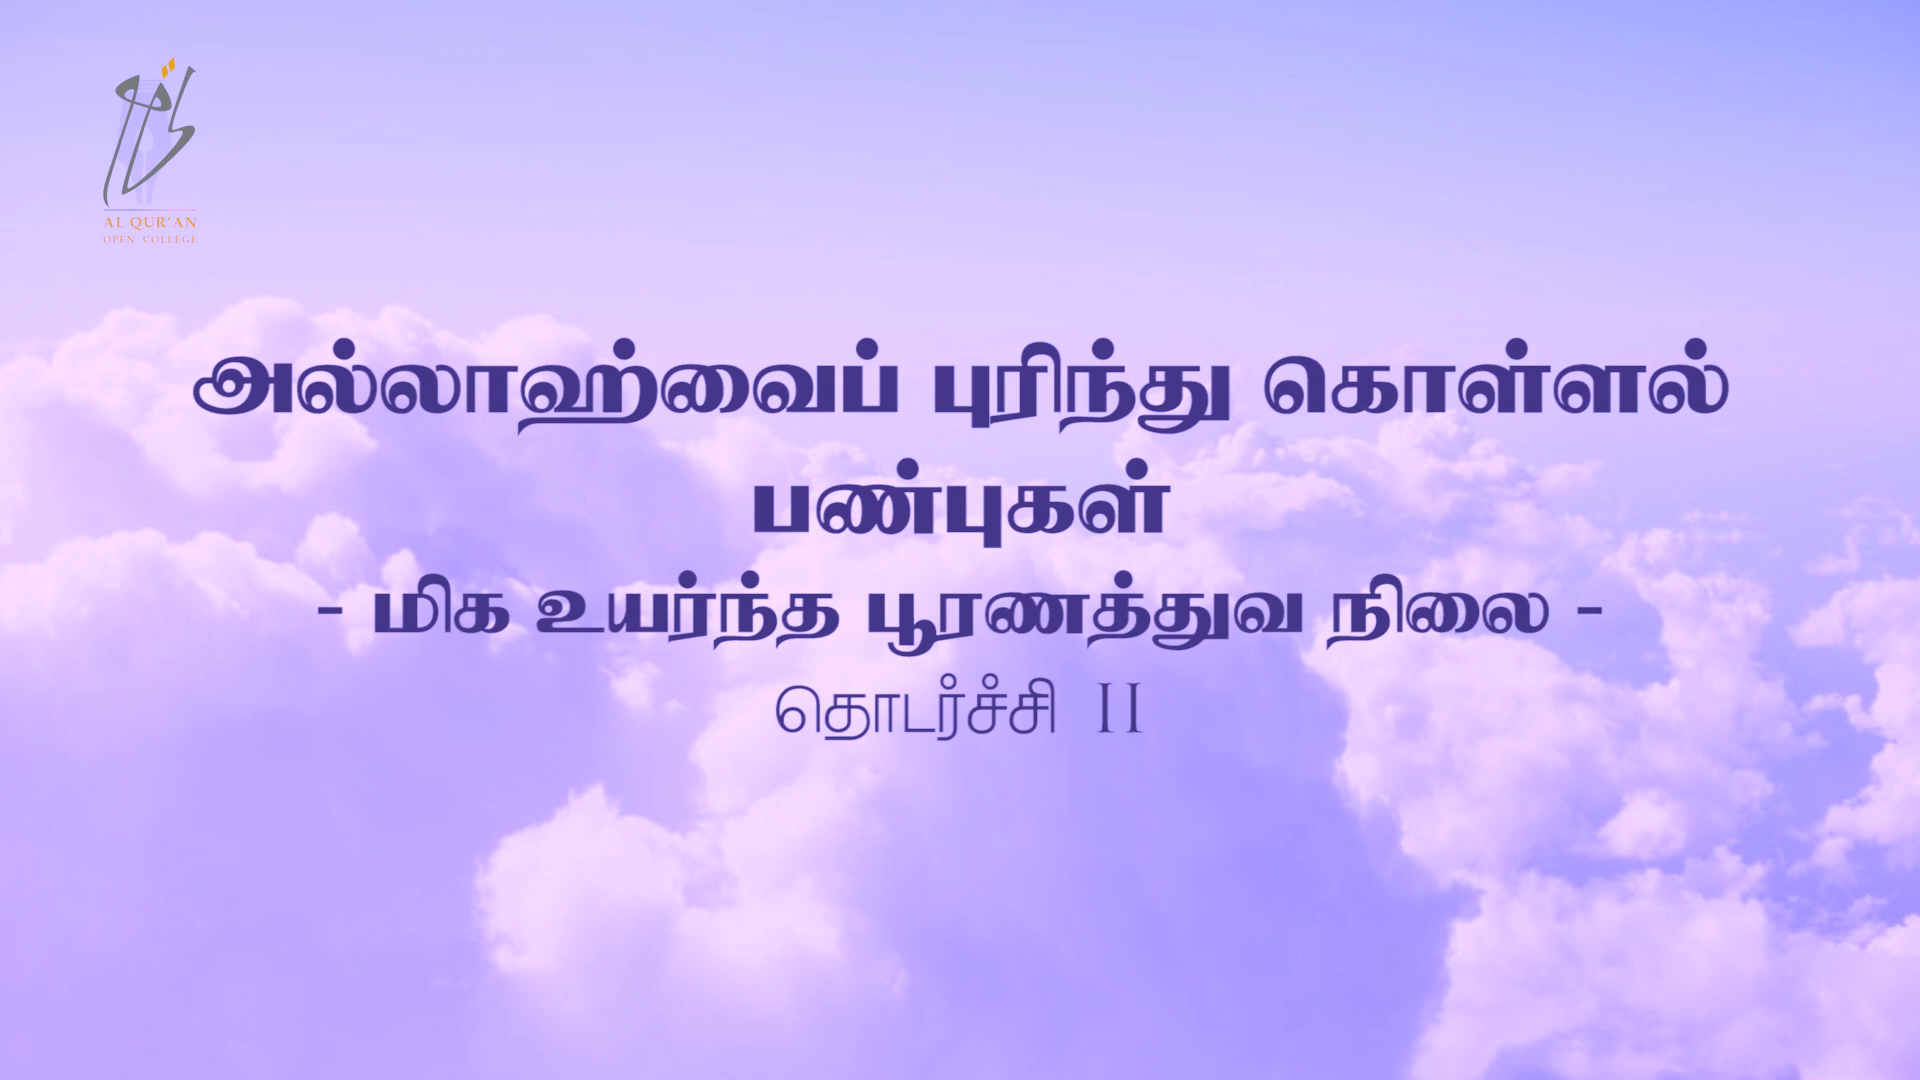 AL QUR'AN
OPEN COLLEGE
அல்லாஹ்வைப் புரிந்து கொள்ளல்
பண்புகள்
- மிக உயர்ந்த பூரணத்துவ நிலை -
தொடர்ச்சி II